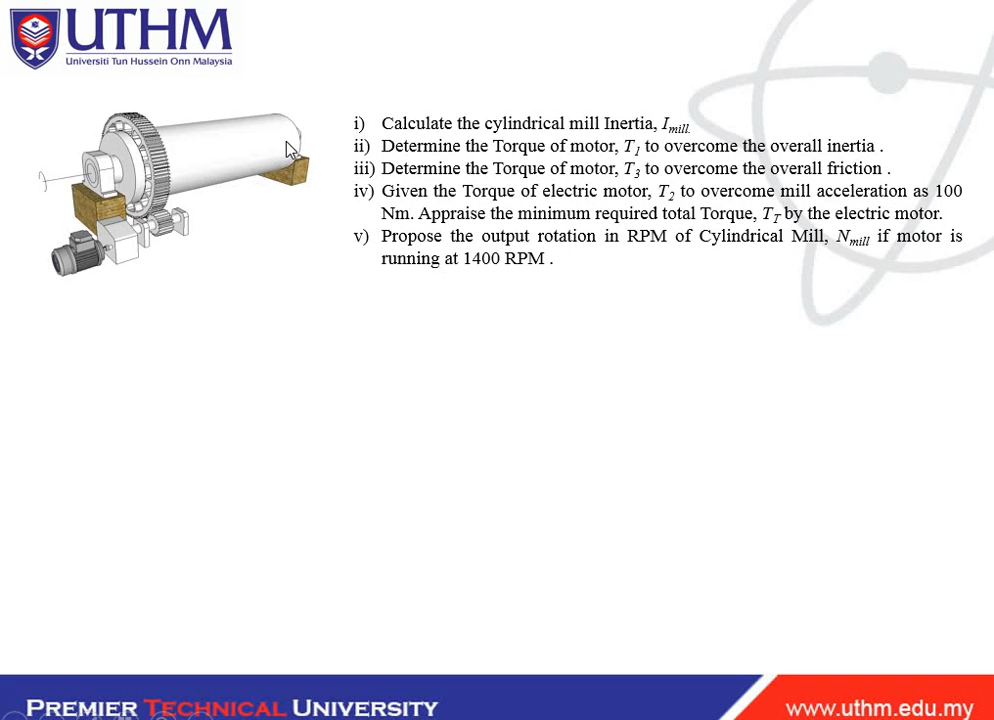 UTHM
Universiti Tun Hussein Onn Malaysia
i) Calculate the cylindrical mill Inertia, Imill.
ii) Determine the Torque of motor, T1 to overcome the overall inertia .
iii) Determine the Torque of motor, T3 to overcome the overall friction .
iv) Given the Torque of electric motor, T2 to overcome mill acceleration as 100
Nm. Appraise the minimum required total Torque, TT by the electric motor.
v) Propose the output rotation in RPM of Cylindrical Mill, Nmill if motor is
running at 1400 RPM .
PREMIER TECHNICAL UNIVERSITY
www.uthm.edu.my